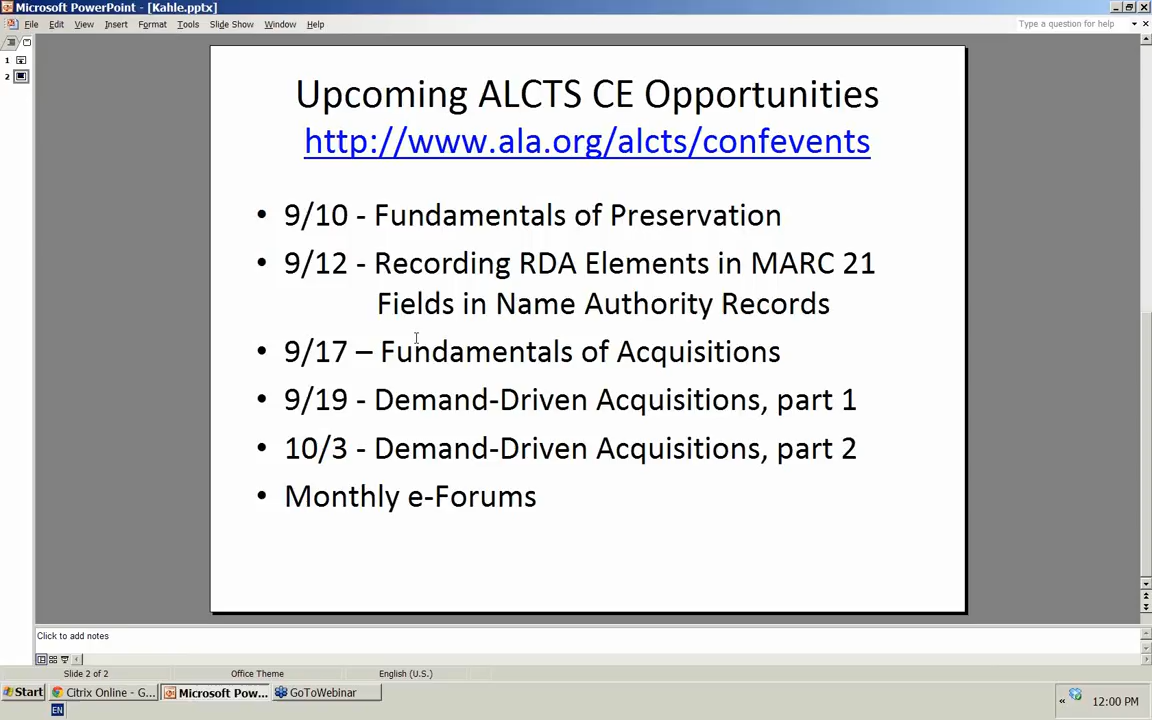 Microsoft PowerPoint - [Kahle.pptx]
File Edit View Insert Format Tools Slide Show Window Help
Type a question for help
1
2
Upcoming ALCTS CE Opportunities
http://www.ala.org/alcts/confevents
• 9/10 - Fundamentals of Preservation
• 9/12 - Recording RDA Elements in MARC 21
Fields in Name Authority Records
• 9/17 – Fundamentals of Acquisitions
• 9/19 - Demand-Driven Acquisitions, part 1
• 10/3 - Demand-Driven Acquisitions, part 2
• Monthly e-Forums
Click to add notes
Slide 2 of 2 Office Theme English (U.S.)
Start Citrix Online - G... Microsoft Pow... GoToWebinar « 12:00 PM
EN